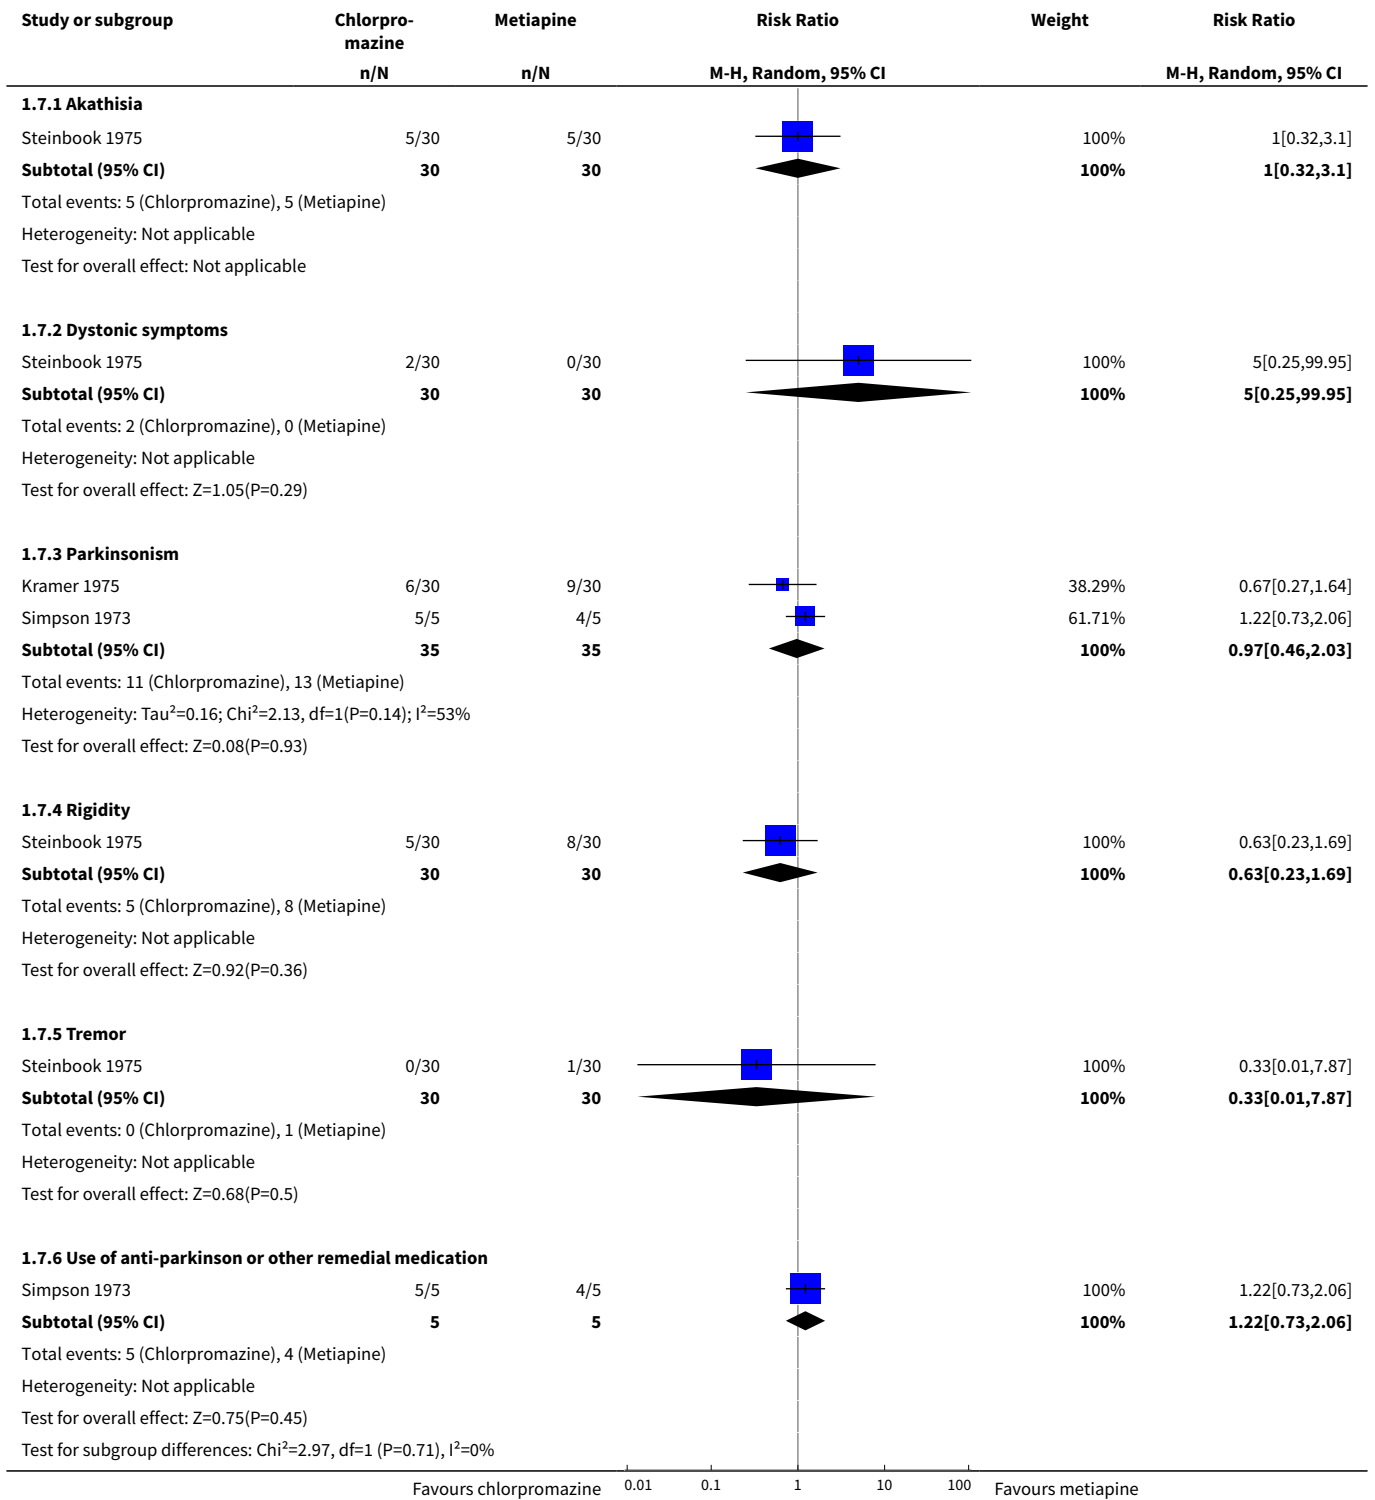 Study or subgroup Chlorpro- Metiapine Risk Ratio Weight Risk Ratio
mazine
n/N n/N M-H, Random, 95% CI M-H, Random, 95% CI
1.7.1 Akathisia
Steinbook 1975 5/30 5/30 100% 1[0.32,3.1]
Subtotal (95% CI) 30 30 100% 1[0.32,3.1]
Total events: 5 (Chlorpromazine), 5 (Metiapine)
Heterogeneity: Not applicable
Test for overall effect: Not applicable
1.7.2 Dystonic symptoms
Steinbook 1975 2/30 0/30 100% 5[0.25,99.95]
Subtotal (95% CI) 30 30 100% 5[0.25,99.95]
Total events: 2 (Chlorpromazine), 0 (Metiapine)
Heterogeneity: Not applicable
Test for overall effect: Z=1.05(P=0.29)
1.7.3 Parkinsonism
Kramer 1975 6/30 9/30 38.29% 0.67[0.27,1.64]
Simpson 1973 5/5 4/5 61.71% 1.22[0.73,2.06]
Subtotal (95% CI) 35 35 100% 0.97[0.46,2.03]
Total events: 11 (Chlorpromazine), 13 (Metiapine)
Heterogeneity: Tau²=0.16; Chi²=2.13, df=1(P=0.14); I²=53%
Test for overall effect: Z=0.08(P=0.93)
1.7.4 Rigidity
Steinbook 1975 5/30 8/30 100% 0.63[0.23,1.69]
Subtotal (95% CI) 30 30 100% 0.63[0.23,1.69]
Total events: 5 (Chlorpromazine), 8 (Metiapine)
Heterogeneity: Not applicable
Test for overall effect: Z=0.92(P=0.36)
1.7.5 Tremor
Steinbook 1975 0/30 1/30 100% 0.33[0.01,7.87]
Subtotal (95% CI) 30 30 100% 0.33[0.01,7.87]
Total events: 0 (Chlorpromazine), 1 (Metiapine)
Heterogeneity: Not applicable
Test for overall effect: Z=0.68(P=0.5)
1.7.6 Use of anti-parkinson or other remedial medication
Simpson 1973 5/5 4/5 100% 1.22[0.73,2.06]
Subtotal (95% CI) 5 5 100% 1.22[0.73,2.06]
Total events: 5 (Chlorpromazine), 4 (Metiapine)
Heterogeneity: Not applicable
Test for overall effect: Z=0.75(P=0.45)
Test for subgroup differences: Chi²=2.97, df=1 (P=0.71), I²=0%
Favours chlorpromazine 0.01 0.1 1 10 100 Favours metiapine